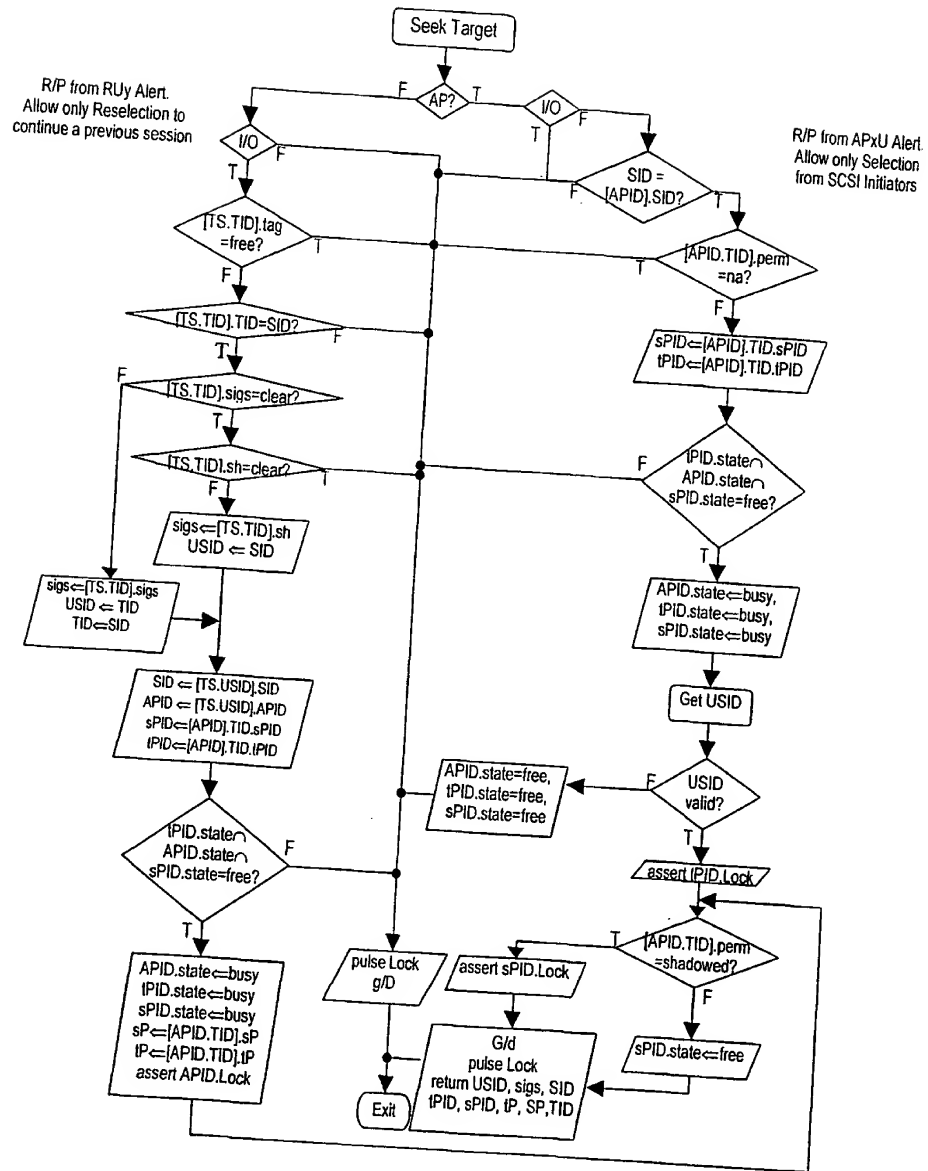 Seek Target
R/P from RUy Alert.
Allow only Reselection to
continue a previous session
F
AP?
T
I/O
F
T
R/P from APxU Alert.
Allow only Selection
from SCSI Initiators
I/O
F
T
SID =
[APID].SID?
F
T
[TS.TID].tag
=free?
T
F
[APID.TID].perm
=na?
T
F
[TS.TID].TID=SID?
F
T
sPID⇐[APID].TID.sPID
tPID⇐[APID].TID.tPID
F
[TS.TID].sigs=clear?
T
[TS.TID].sh=clear?
T
F
F
tPID.state∩
APID.state∩
sPID.state=free?
T
sigs⇐[TS.TID].sh
USID ⇐ SID
sigs⇐[TS.TID].sigs
USID ⇐ TID
TID⇐SID
APID.state⇐busy,
tPID.state⇐busy,
sPID.state⇐busy
SID ⇐ [TS.USID].SID
APID ⇐ [TS.USID].APID
sPID⇐[APID].TID.sPID
tPID⇐[APID].TID.tPID
Get USID
APID.state=free,
tPID.state=free,
sPID.state=free
F
USID
valid?
T
tPID.state∩
APID.state∩
sPID.state=free?
F
T
assert tPID.Lock
[APID.TID].perm
=shadowed?
T
F
APID.state⇐busy
tPID.state⇐busy
sPID.state⇐busy
sP⇐[APID.TID].sP
tP⇐[APID.TID].tP
assert APID.Lock
pulse Lock
g/D
assert sPID.Lock
sPID.state⇐free
G/d
pulse Lock
return USID, sigs, SID
tPID, sPID, tP, SP,TID
Exit